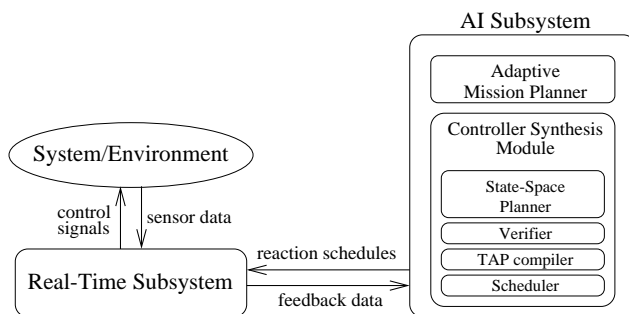 AI Subsystem
Adaptive
Mission Planner
Controller Synthesis
Module
State-Space
Planner
Verifier
TAP compiler
Scheduler
System/Environment
control
signals
sensor data
Real-Time Subsystem
reaction schedules
feedback data